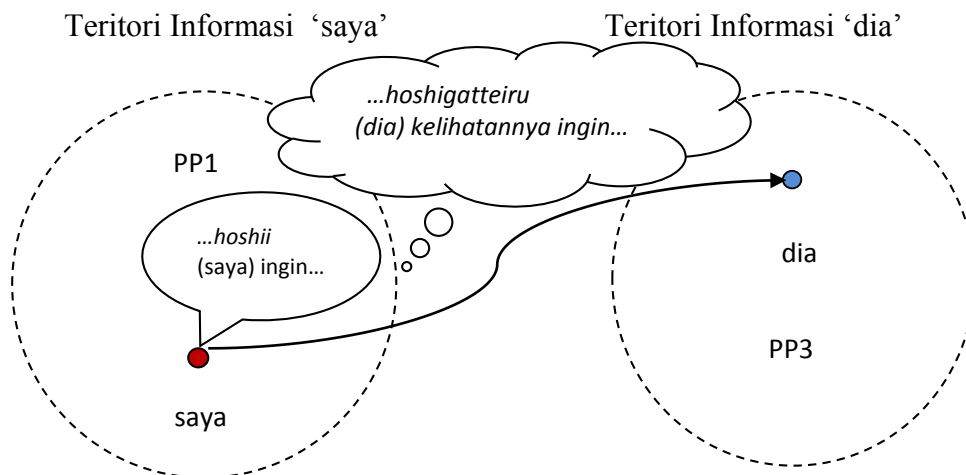 Teritori Informasi ‘saya’
Teritori Informasi ‘dia’
...hoshigatteiru
(dia) kelihatannya ingin...
PP1
...hoshii
(saya) ingin...
dia
PP3
saya